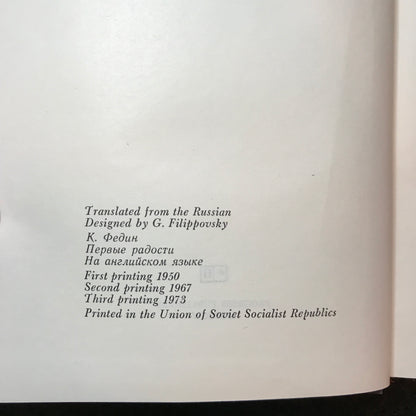 Translated from the Russian
Designed by G. Filippovsky
К. Федин
Первые радости
На английском языке
First printing 1950
Second printing 1967
Third printing 1973
Printed in the Union of Soviet Socialist Republics